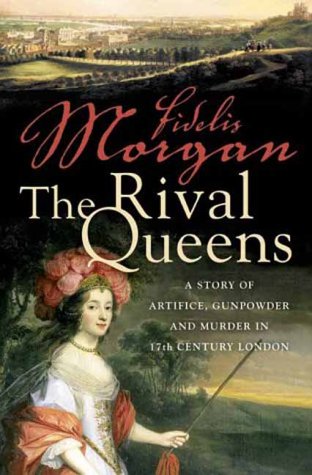 Fidelis
Morgan
The Rival
Queens
A STORY OF
ARTIFICE, GUNPOWDER
AND MURDER IN
17th CENTURY LONDON